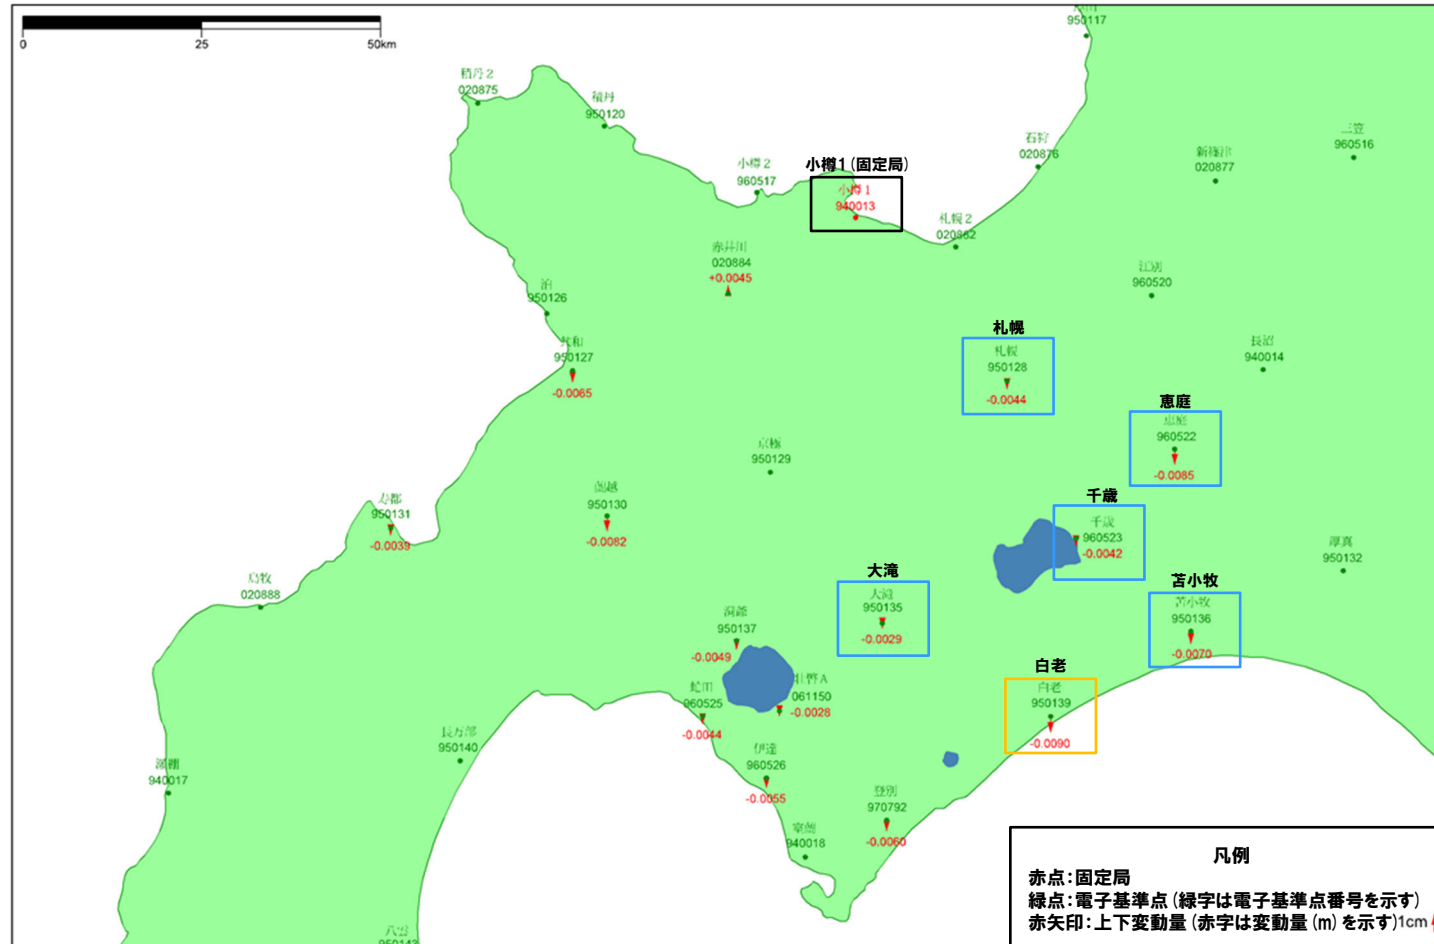 950117
0
25
50km
積丹2
020875
積丹
950120
小樽2
960517
小樽1(固定局)
小樽1
940013
石狩
020876
新篠津
020877
三笠
960516
札幌2
020882
赤井川
020884
+0.0045
江別
960520
泊
950126
共和
950127
-0.0065
札幌
札幌
950128
-0.0044
長沼
940014
恵庭
恵庭
960522
-0.0085
京極
950129
蘭越
950130
-0.0082
寿都
950131
-0.0039
千歳
千歳
960523
-0.0042
厚真
950132
島牧
020888
大滝
大滝
950135
-0.0029
苫小牧
苫小牧
950136
-0.0070
洞爺
950137
-0.0049
壮瞥A
061150
-0.0028
虻田
960525
-0.0044
白老
白老
950139
-0.0090
長万部
950140
伊達
960526
-0.0055
瀬棚
940017
登別
970792
-0.0060
室蘭
940018
八雲
950143
凡例
赤点:固定局
緑点:電子基準点(緑字は電子基準点番号を示す)
赤矢印:上下変動量(赤字は変動量(m)を示す)1cm